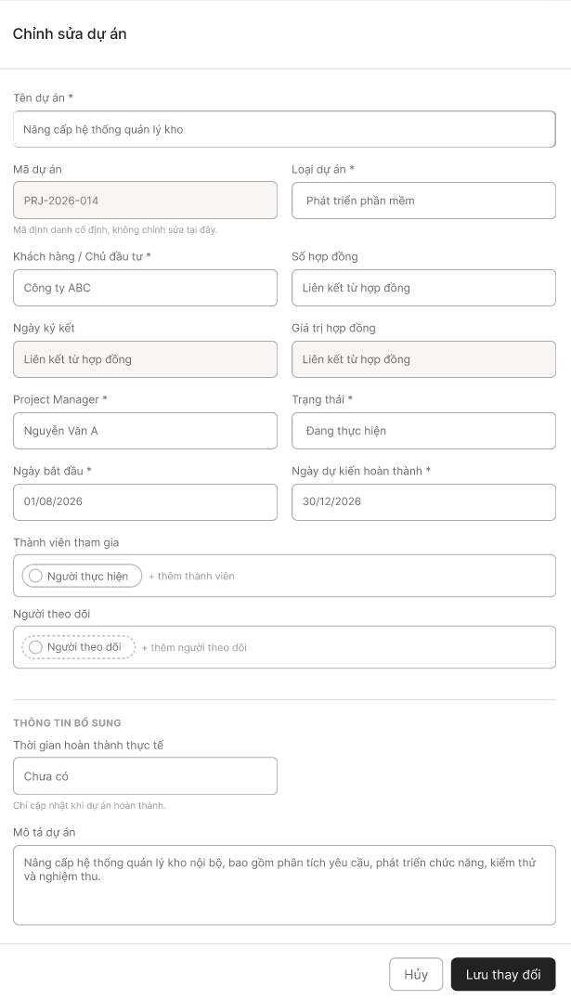 Chỉnh sửa dự án
Tên dự án *
Nâng cấp hệ thống quản lý kho
Mã dự án
Loại dự án *
PRJ-2026-014
Phát triển phần mềm
Mã định danh cố định, không chỉnh sửa tại đây.
Khách hàng / Chủ đầu tư *
Số hợp đồng
Công ty ABC
Liên kết từ hợp đồng
Ngày ký kết
Giá trị hợp đồng
Liên kết từ hợp đồng
Liên kết từ hợp đồng
Project Manager *
Trạng thái *
Nguyễn Văn A
Đang thực hiện
Ngày bắt đầu *
Ngày dự kiến hoàn thành *
01/08/2026
30/12/2026
Thành viên tham gia
Người thực hiện + thêm thành viên
Người theo dõi
Người theo dõi + thêm người theo dõi
THÔNG TIN BỔ SUNG
Thời gian hoàn thành thực tế
Chưa có
Chỉ cập nhật khi dự án hoàn thành.
Mô tả dự án
Nâng cấp hệ thống quản lý kho nội bộ, bao gồm phân tích yêu cầu, phát triển chức năng, kiểm thử
và nghiệm thu.
Hủy
Lưu thay đổi